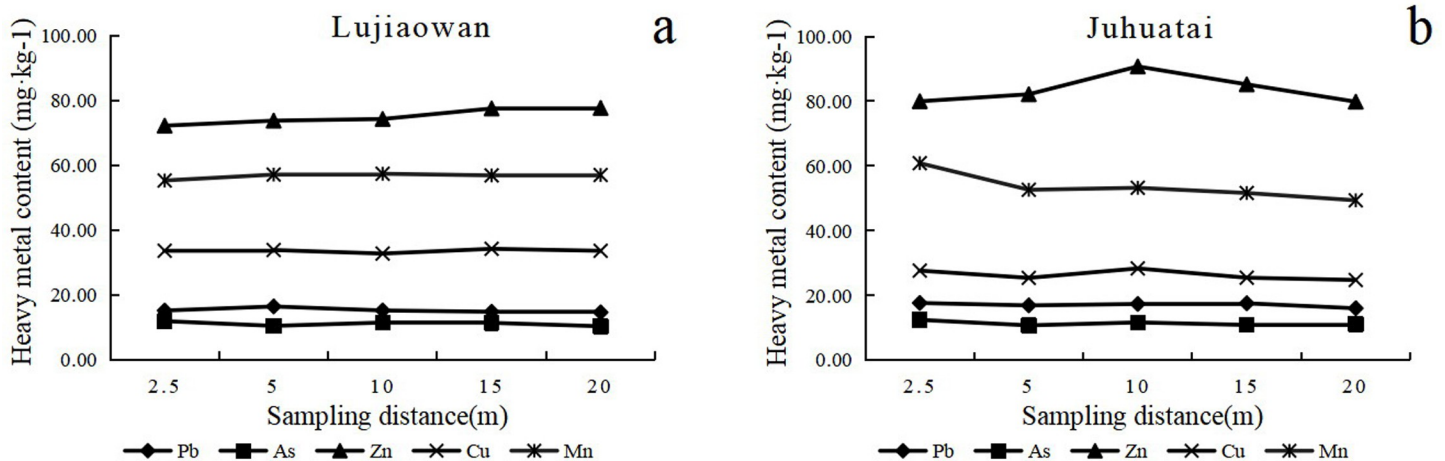 Lujiaowan
a
Heavy metal content (mg·kg-1)
100.00
80.00
60.00
40.00
20.00
0.00
2.5 5 10 15 20
Sampling distance(m)
Pb As Zn Cu Mn
Juhuatai
b
Heavy metal content (mg·kg-1)
100.00
80.00
60.00
40.00
20.00
0.00
2.5 5 10 15 20
Sampling distance(m)
Pb As Zn Cu Mn